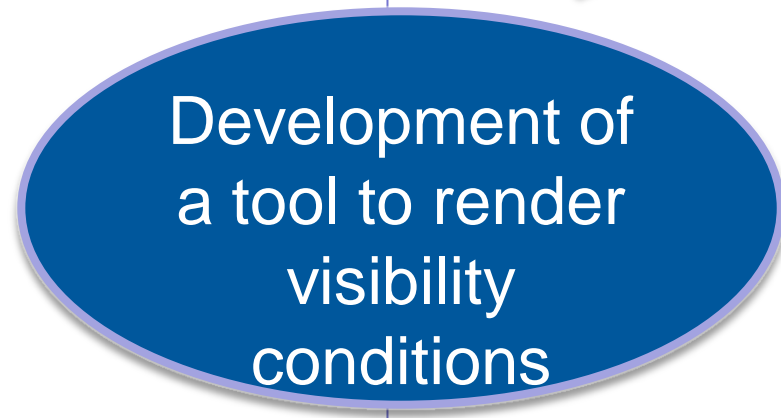 Development of
a tool to render
visibility
conditions